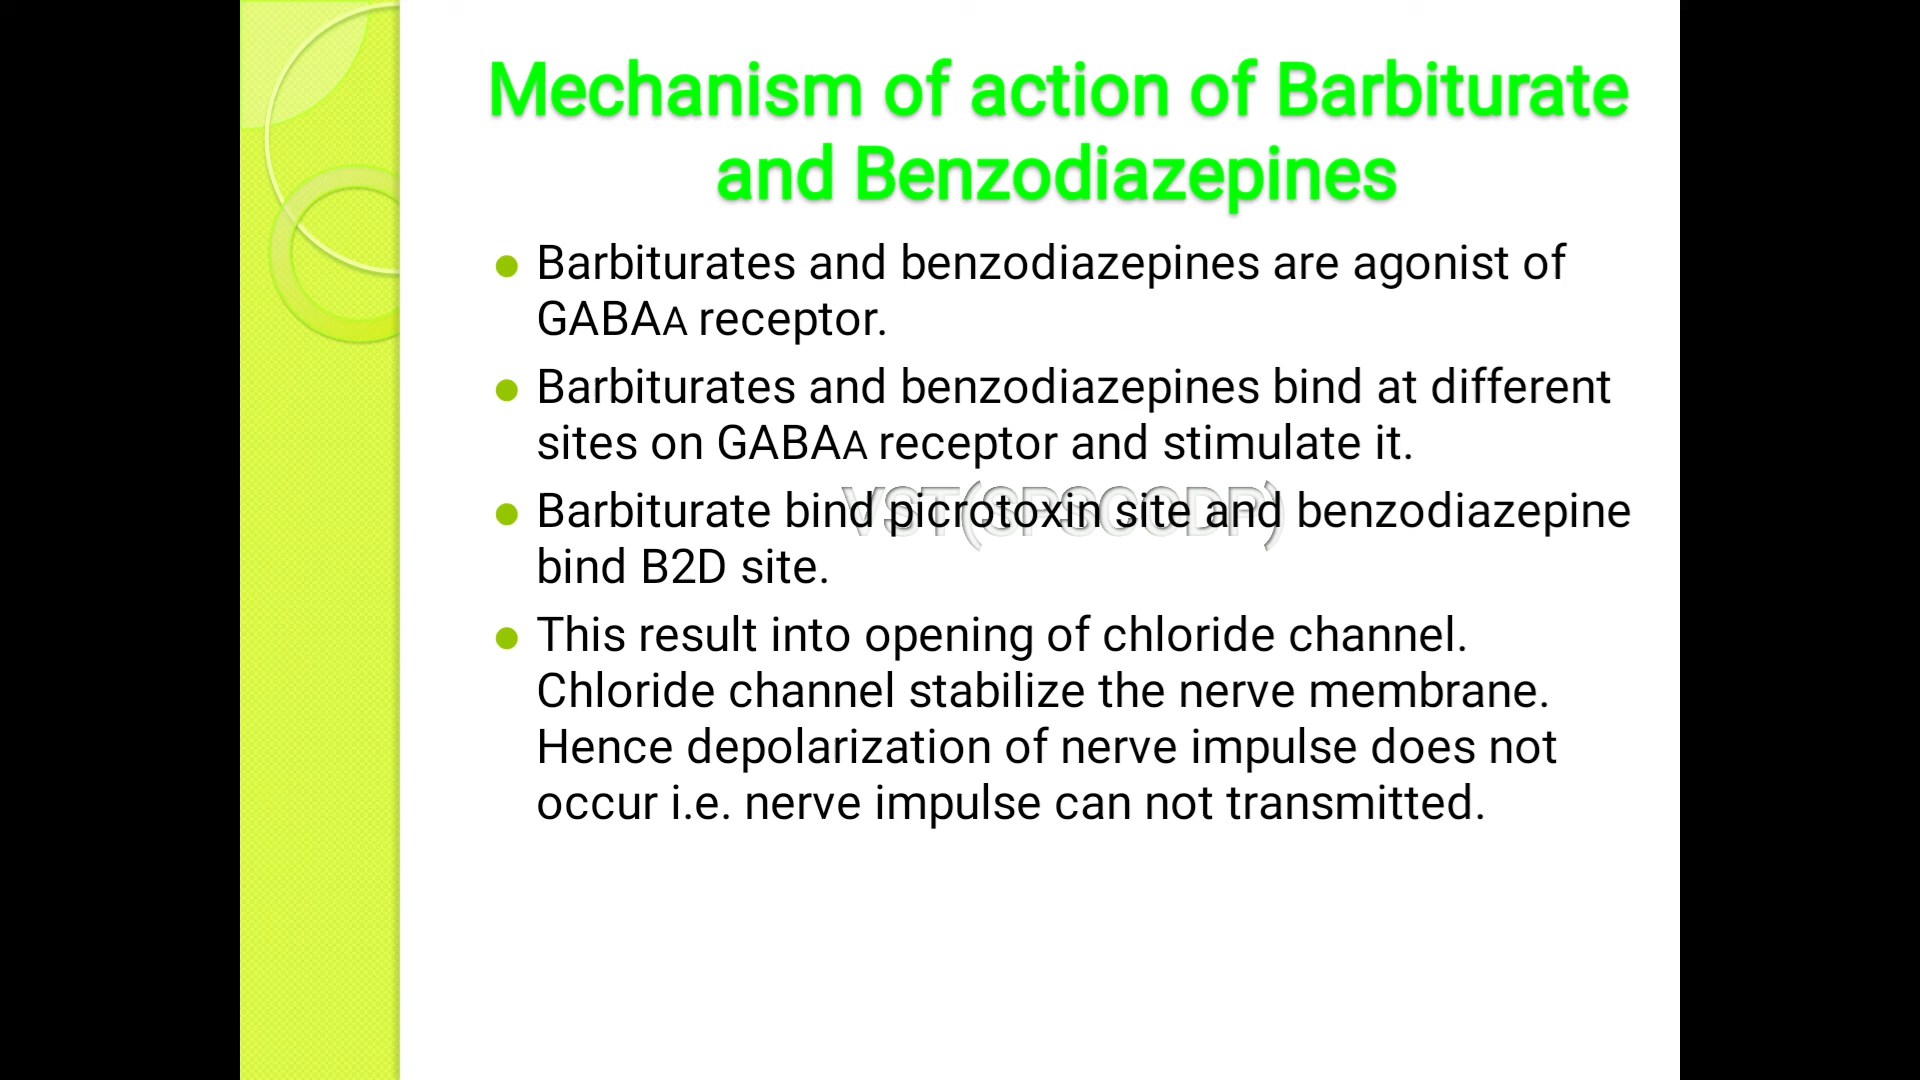 Mechanism of action of Barbiturate
and Benzodiazepines
Barbiturates and benzodiazepines are agonist of
GABAA receptor.
Barbiturates and benzodiazepines bind at different
sites on GABAA receptor and stimulate it.
Barbiturate bind picrotoxin site and benzodiazepine
bind B2D site.
This result into opening of chloride channel.
Chloride channel stabilize the nerve membrane.
Hence depolarization of nerve impulse does not
occur i.e. nerve impulse can not transmitted.